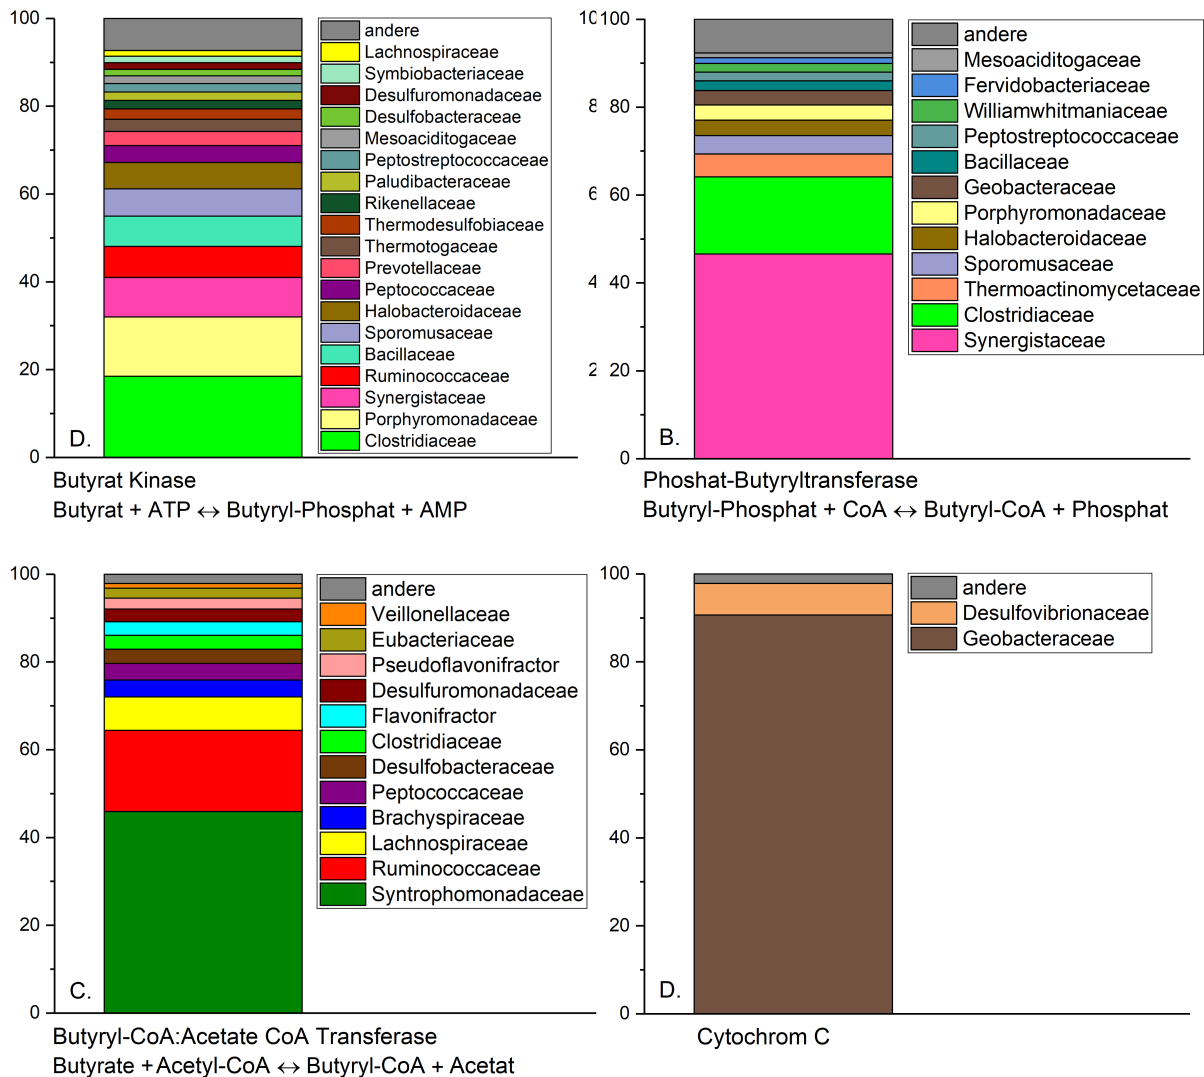 100
80
60
40
20
0
andere
Lachnospiraceae
Symbiobacteriaceae
Desulfuromonadaceae
Desulfobacteraceae
Mesoaciditogaceae
Peptostreptococcaceae
Paludibacteraceae
Rikenellaceae
Thermodesulfobiaceae
Thermotogaceae
Prevotellaceae
Peptococcaceae
Halobacteroidaceae
Sporomusaceae
Bacillaceae
Ruminococcaceae
Synergistaceae
Porphyromonadaceae
Clostridiaceae
D.
Butyrat Kinase
Butyrat + ATP ↔ Butyryl-Phosphat + AMP
100
80
60
40
20
0
andere
Mesoaciditogaceae
Fervidobacteriaceae
Williamwhitmaniaceae
Peptostreptococcaceae
Bacillaceae
Geobacteraceae
Porphyromonadaceae
Halobacteroidaceae
Sporomusaceae
Thermoactinomycetaceae
Clostridiaceae
Synergistaceae
B.
Phoshat-Butyryltransferase
Butyryl-Phosphat + CoA ↔ Butyryl-CoA + Phosphat
100
80
60
40
20
0
andere
Veillonellaceae
Eubacteriaceae
Pseudoflavonifractor
Desulfuromonadaceae
Flavonifractor
Clostridiaceae
Desulfobacteraceae
Peptococcaceae
Brachyspiraceae
Lachnospiraceae
Ruminococcaceae
Syntrophomonadaceae
C.
Butyryl-CoA:Acetate CoA Transferase
Butyrate +Acetyl-CoA ↔ Butyryl-CoA + Acetat
100
80
60
40
20
0
andere
Desulfovibrionaceae
Geobacteraceae
D.
Cytochrom C